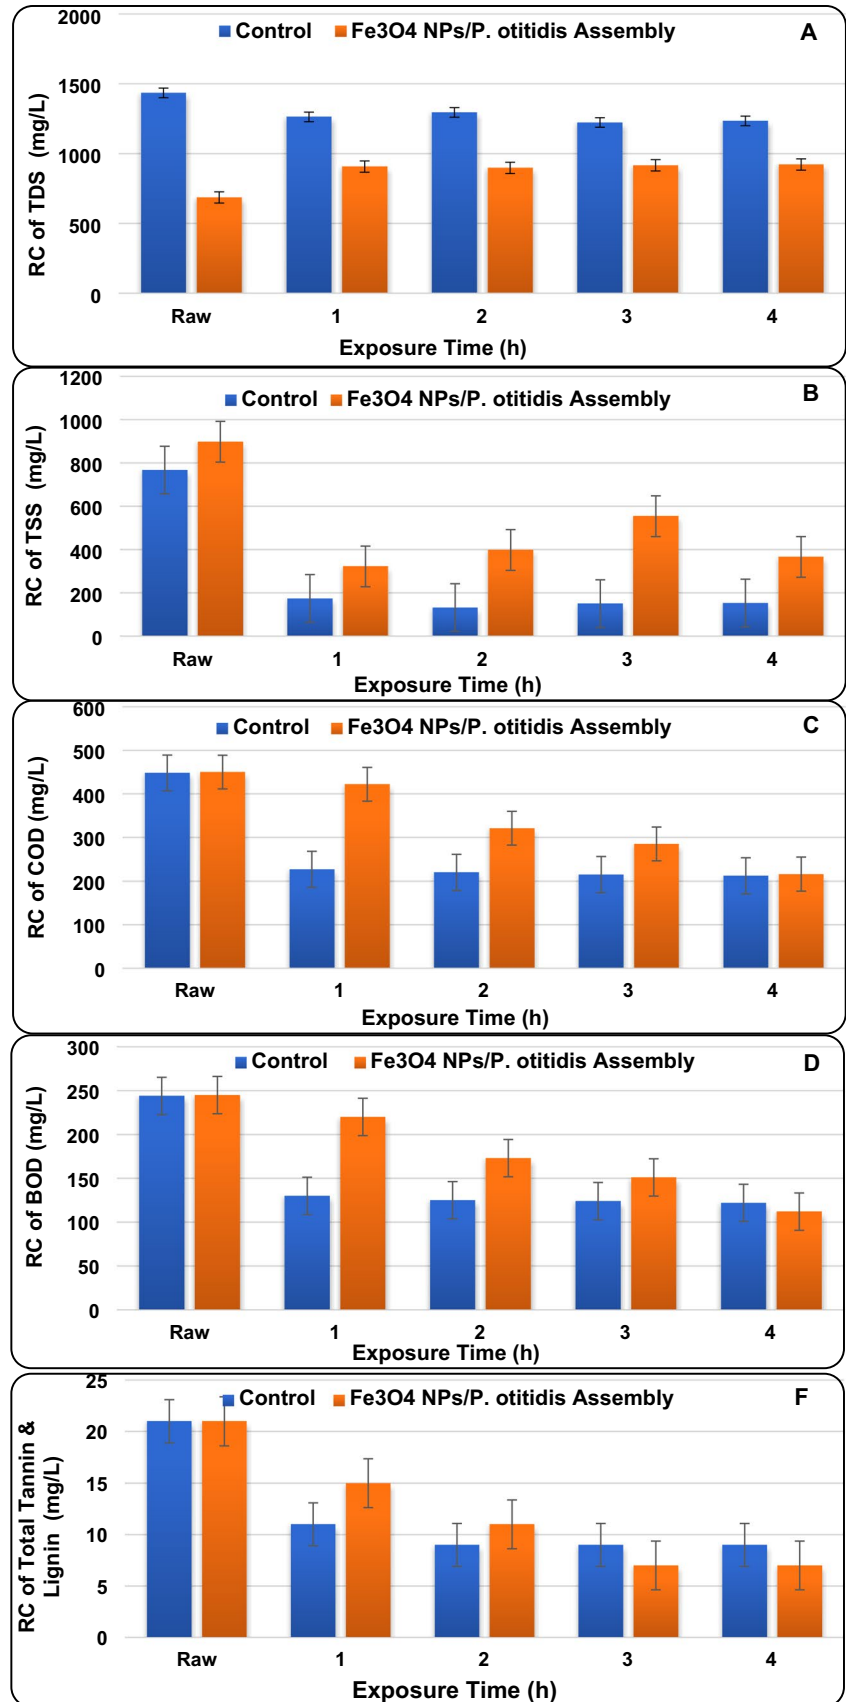 2000
Control Fe3O4 NPs/P. otitidis Assembly A
1500
1000
500
0
RC of TDS (mg/L)
Raw 1 2 3 4
Exposure Time (h)
1200
Control Fe3O4 NPs/P. otitidis Assembly B
1000
800
600
400
200
0
RC of TSS (mg/L)
Raw 1 2 3 4
Exposure Time (h)
600
Control Fe3O4 NPs/P. otitidis Assembly C
500
400
300
200
100
0
RC of COD (mg/L)
Raw 1 2 3 4
Exposure Time (h)
300
Control Fe3O4 NPs/P. otitidis Assembly D
250
200
150
100
50
0
RC of BOD (mg/L)
Raw 1 2 3 4
Exposure Time (h)
25
Control Fe3O4 NPs/P. otitidis Assembly F
20
15
10
5
0
RC of Total Tannin &
Lignin (mg/L)
Raw 1 2 3 4
Exposure Time (h)